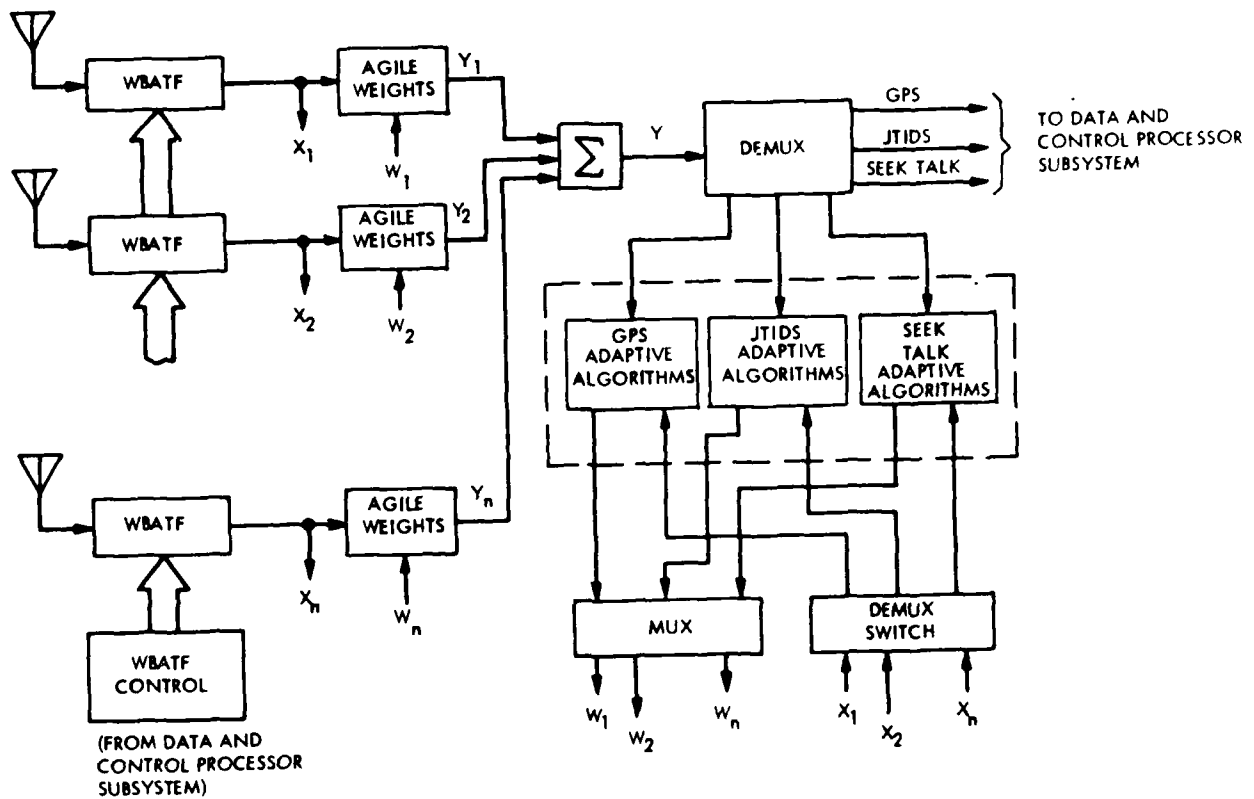 WBATF
X1
AGILE
WEIGHTS
Y1
W1
WBATF
X2
AGILE
WEIGHTS
Y2
W2
Σ
Y
DEMUX
GPS
JTIDS
SEEK TALK
TO DATA AND
CONTROL PROCESSOR
SUBSYSTEM
GPS
ADAPTIVE
ALGORITHMS
JTIDS
ADAPTIVE
ALGORITHMS
SEEK
TALK
ADAPTIVE
ALGORITHMS
WBATF
Xn
AGILE
WEIGHTS
Yn
Wn
WBATF
CONTROL
(FROM DATA AND
CONTROL PROCESSOR
SUBSYSTEM)
MUX
W1
W2
Wn
DEMUX
SWITCH
X1
X2
Xn